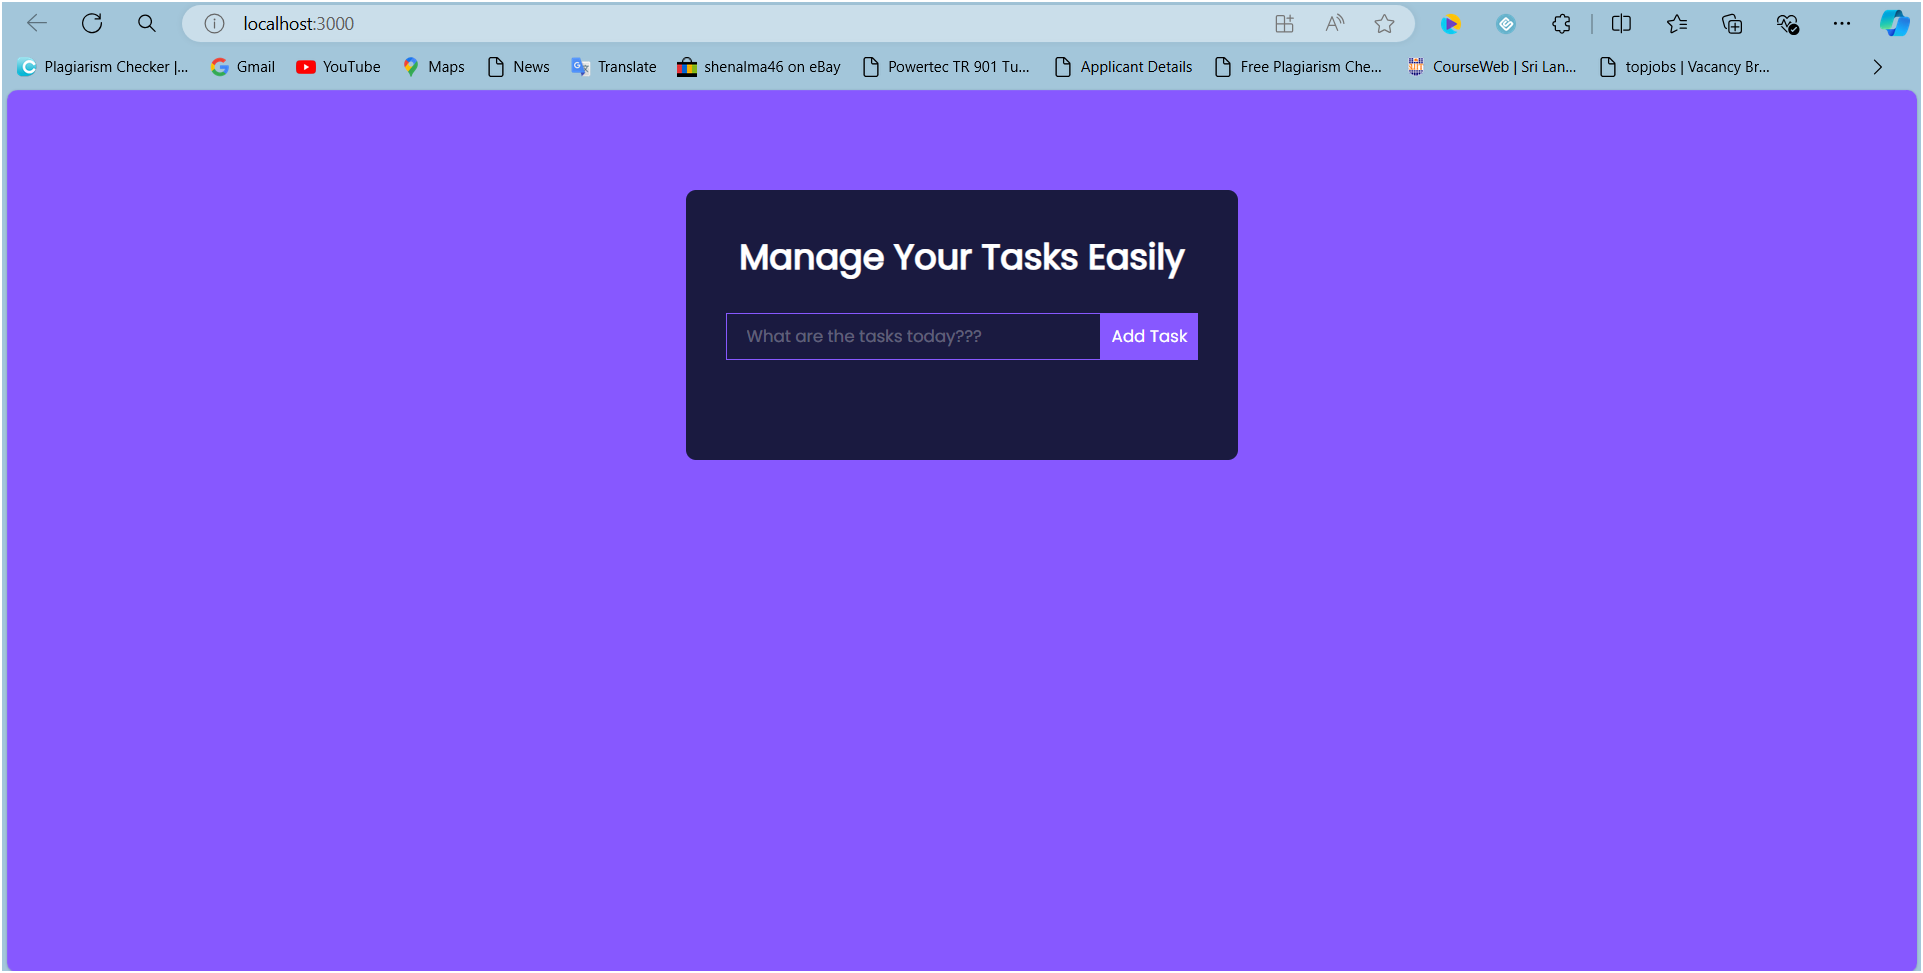 localhost:3000
Plagiarism Checker |... Gmail YouTube Maps News Translate shenalma46 on eBay Powertec TR 901 Tu... Applicant Details Free Plagiarism Che... CourseWeb | Sri Lan... topjobs | Vacancy Br...
Manage Your Tasks Easily
What are the tasks today??? Add Task